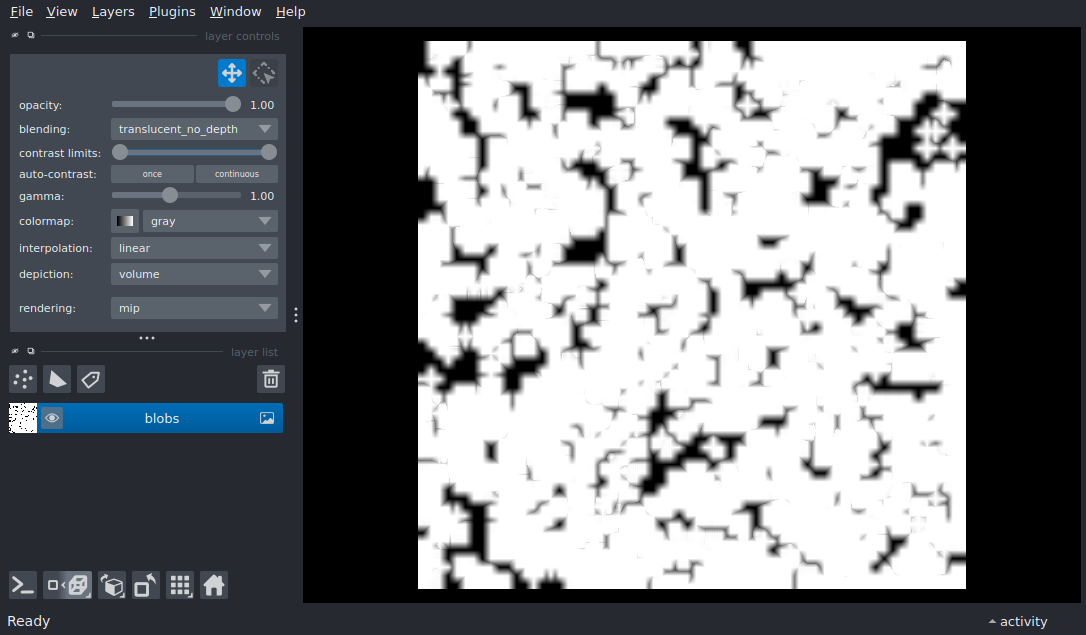 File View Layers Plugins Window Help
layer controls
opacity: 1.00
blending: translucent_no_depth
contrast limits:
auto-contrast: once continuous
gamma: 1.00
colormap: gray
interpolation: linear
depiction: volume
rendering: mip
layer list
blobs
Ready activity